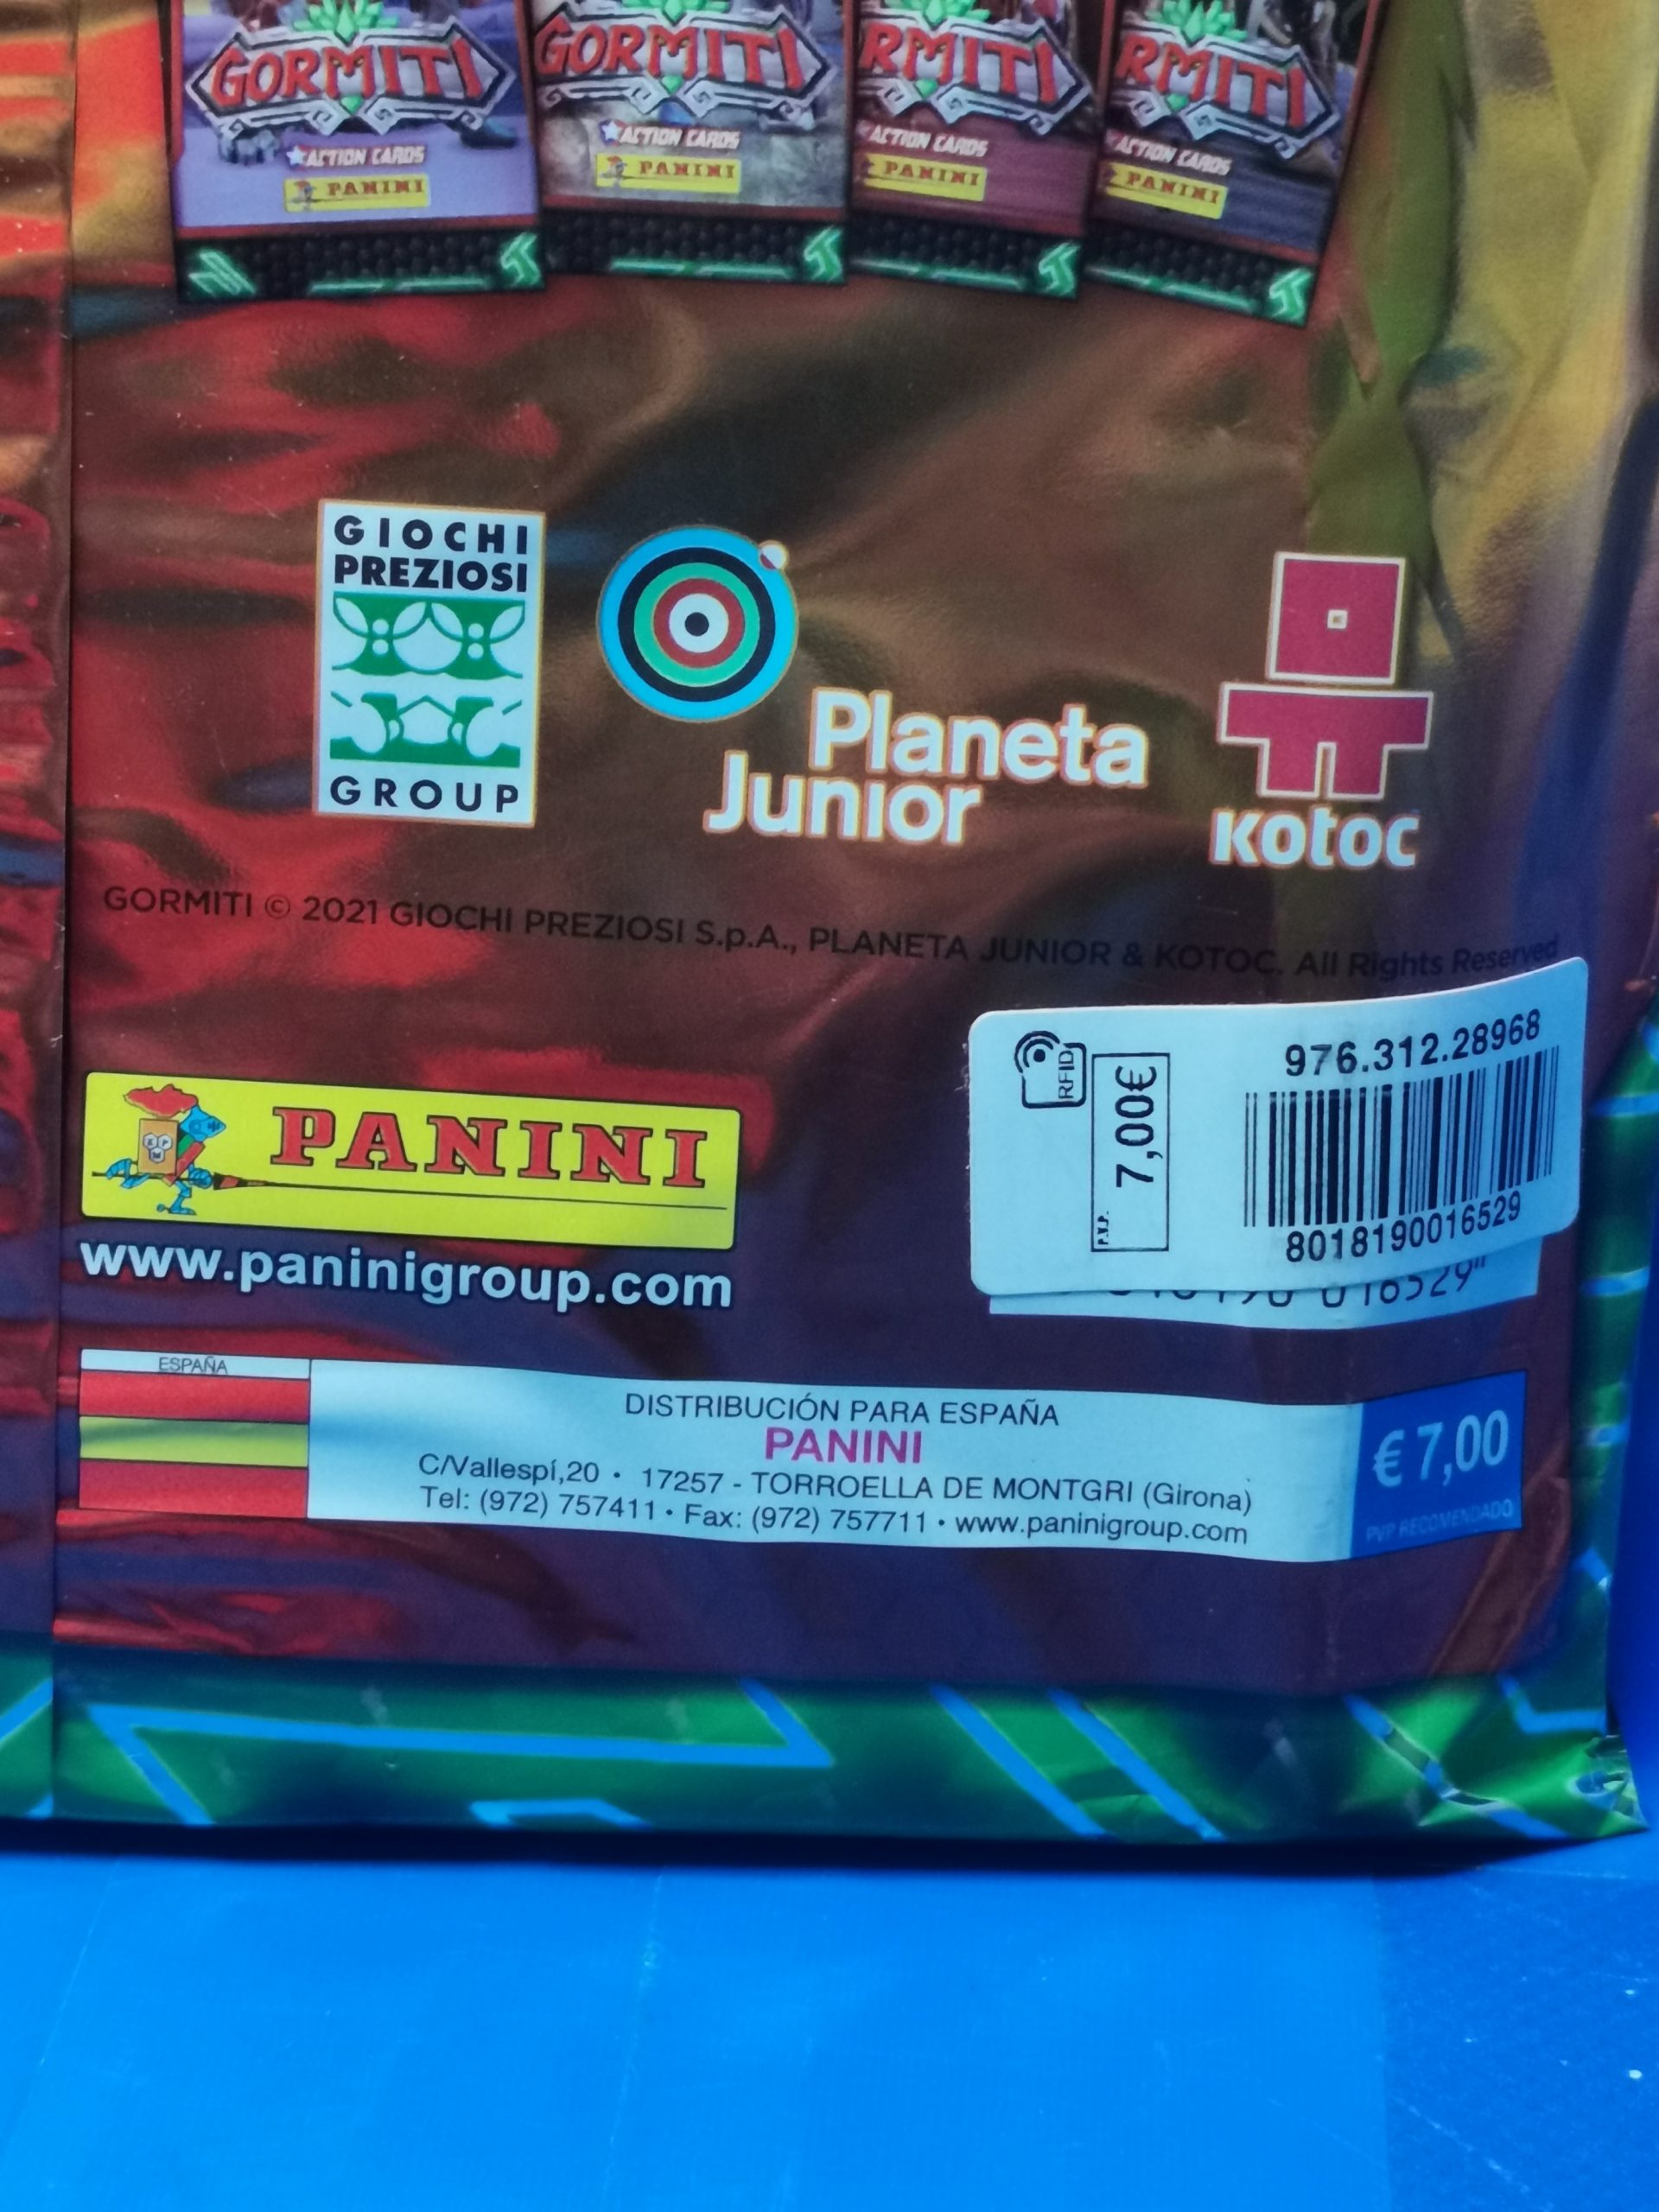 GORMITI
ACTION CARDS
PANINI
GORMITI
ACTION CARDS
PANINI
RMITI
ACTION CARDS
PANINI
RMITI
ACTION CARDS
PANINI
GIOCHI
PREZIOSI
GROUP
Planeta
Junior
Kotoc
GORMITI © 2021 GIOCHI PREZIOSI S.p.A., PLANETA JUNIOR & KOTOC. All Rights Reserved
RFID
P.V.P.
7,00€
976.312.28968
8018190016529
016529
PANINI
www.paninigroup.com
ESPAÑA
DISTRIBUCIÓN PARA ESPAÑA
PANINI
C/Vallespí,20 • 17257 - TORROELLA DE MONTGRI (Girona)
Tel: (972) 757411 • Fax: (972) 757711 • www.paninigroup.com
€ 7,00
PVP RECOMENDADO